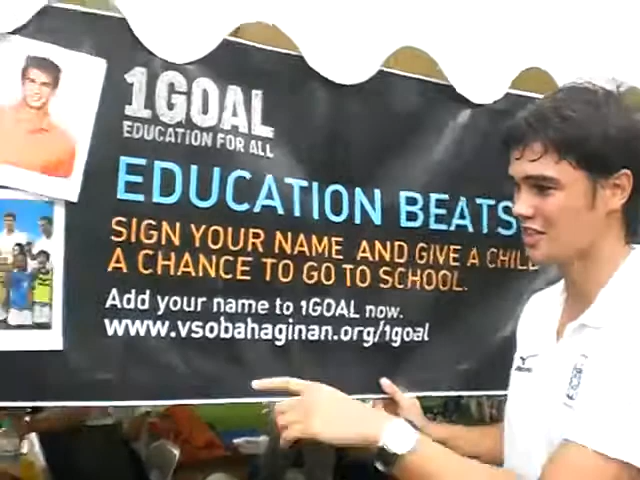 1GOAL
EDUCATION FOR ALL
EDUCATION BEATS
SIGN YOUR NAME AND GIVE A CHILD
A CHANCE TO GO TO SCHOOL.
Add your name to 1GOAL now.
www.vsobahaginan.org/1goal